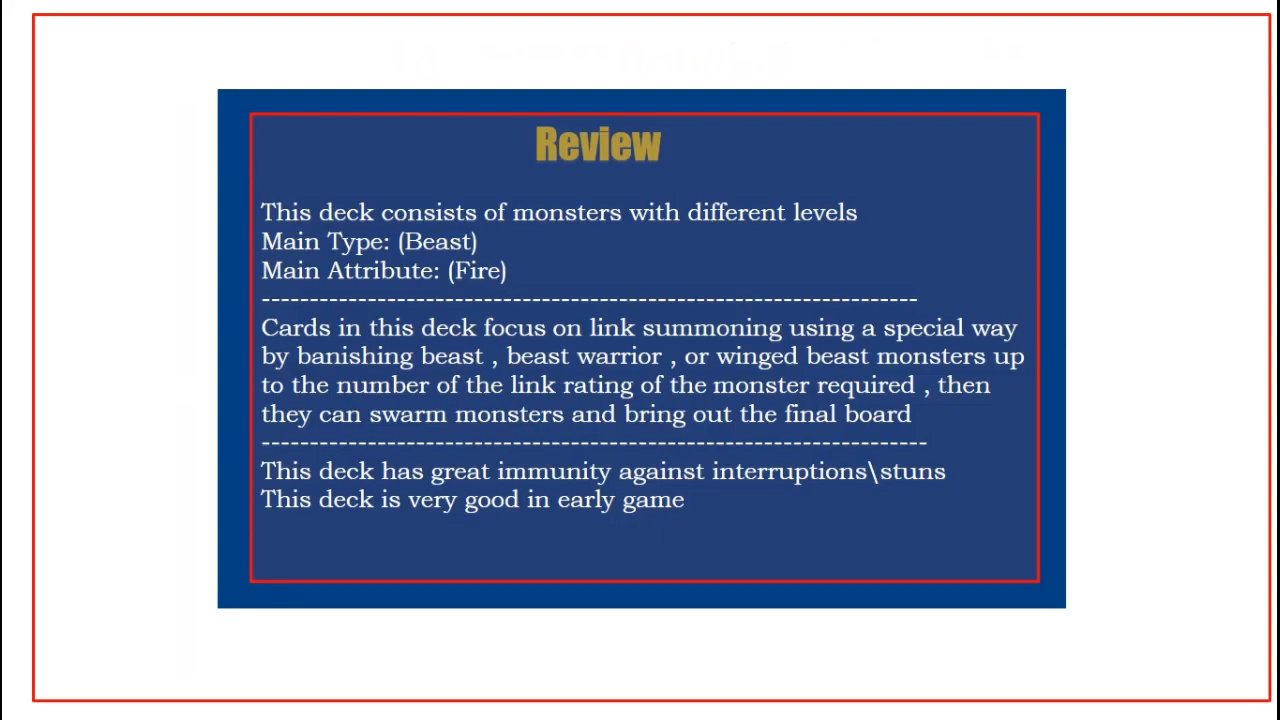 Review
This deck consists of monsters with different levels
Main Type: (Beast)
Main Attribute: (Fire)
--------------------------------------------------------------------
Cards in this deck focus on link summoning using a special way
by banishing beast , beast warrior , or winged beast monsters up
to the number of the link rating of the monster required , then
they can swarm monsters and bring out the final board
---------------------------------------------------------------------
This deck has great immunity against interruptions\stuns
This deck is very good in early game